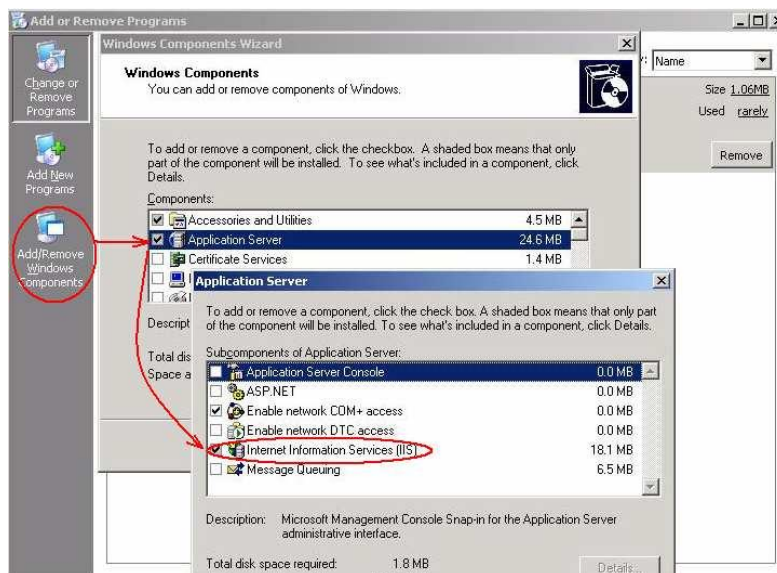 Add or Remove Programs
Change or
Remove
Programs
Add New
Programs
Add/Remove
Windows
Components
Name
Size 1.06MB
Used rarely
Remove
Windows Components Wizard
Windows Components
You can add or remove components of Windows.
To add or remove a component, click the checkbox. A shaded box means that only
part of the component will be installed. To see what's included in a component, click
Details.
Components:
Accessories and Utilities 4.5 MB
Application Server 24.6 MB
Certificate Services 1.4 MB
Descript
Total dis
Space a
Application Server
To add or remove a component, click the check box. A shaded box means that only part
of the component will be installed. To see what's included in a component, click Details.
Subcomponents of Application Server:
Application Server Console 0.0 MB
ASP.NET 0.0 MB
Enable network COM+ access 0.0 MB
Enable network DTC access 0.0 MB
Internet Information Services (IIS) 18.1 MB
Message Queuing 6.5 MB
Description: Microsoft Management Console Snap-in for the Application Server
administrative interface.
Total disk space required: 1.8 MB
Details...